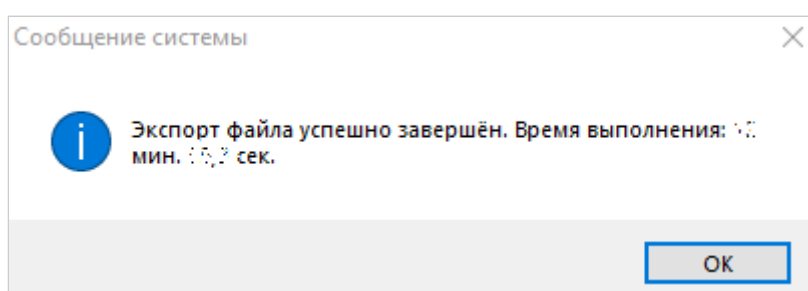 Сообщение системы
Экспорт файла успешно завершён. Время выполнения:
мин. сек.
OK